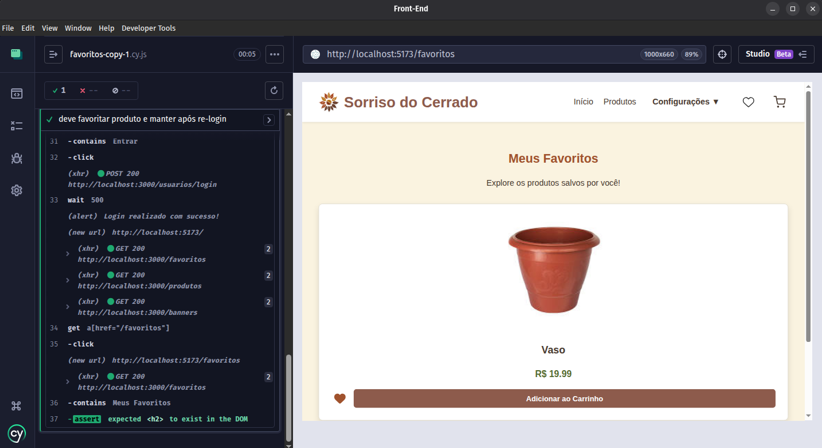 Front-End
File Edit View Window Help Developer Tools
favoritos-copy-1.cy.js 00:05
http://localhost:5173/favoritos 1000x660 89%
Studio Beta
1 -- --
deve favoritar produto e manter após re-login
31 -contains Entrar
32 -click
(xhr) POST 200
http://localhost:3000/usuarios/login
33 wait 500
(alert) Login realizado com sucesso!
(new url) http://localhost:5173/
(xhr) GET 200 2
http://localhost:3000/favoritos
(xhr) GET 200 2
http://localhost:3000/produtos
(xhr) GET 200 2
http://localhost:3000/banners
34 get a[href="/favoritos"]
35 -click
(new url) http://localhost:5173/favoritos
(xhr) GET 200 2
http://localhost:3000/favoritos
36 -contains Meus Favoritos
37 -assert expected <h2> to exist in the DOM
cy
Sorriso do Cerrado
Início Produtos Configurações ▼
Meus Favoritos
Explore os produtos salvos por você!
Vaso
R$ 19.99
Adicionar ao Carrinho